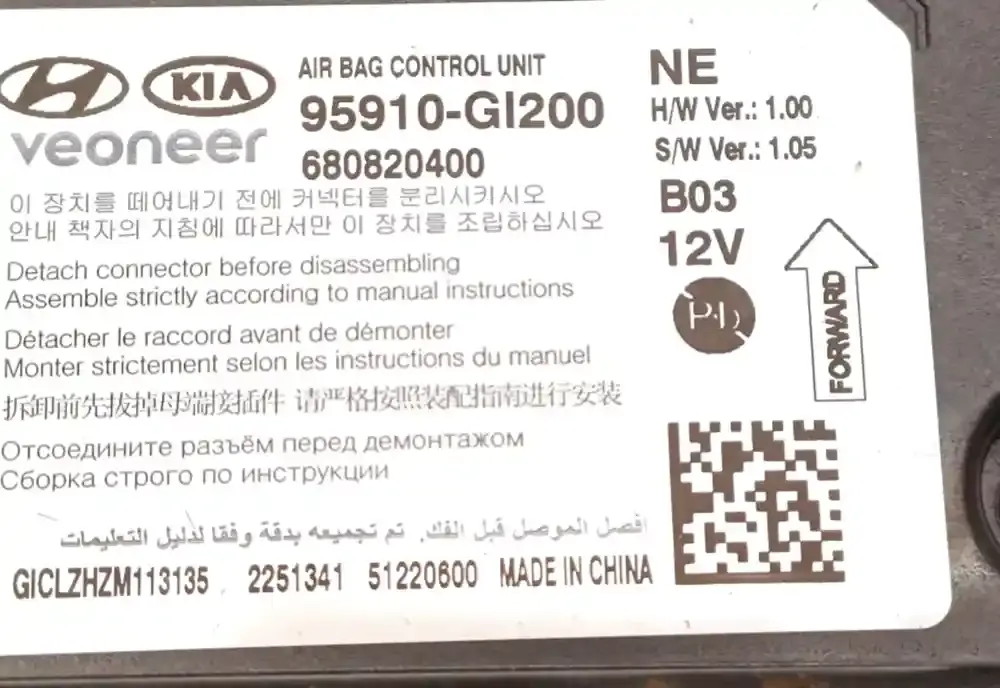 KIA
veoneer
AIR BAG CONTROL UNIT
95910-GI200
680820400
NE
H/W Ver.: 1.00
S/W Ver.: 1.05
B03
12V
FORWARD
이 장치를 떼어내기 전에 커넥터를 분리시키시오
안내 책자의 지침에 따라서만 이 장치를 조립하십시오
Detach connector before disassembling
Assemble strictly according to manual instructions
Détacher le raccord avant de démonter
Monter strictement selon les instructions du manuel
拆卸前先拔掉母端接插件 请严格按照装配指南进行安装
Отсоедините разъём перед демонтажом
Сборка строго по инструкции
افصل الموصل قبل الفك. تم تجميعه بدقة وفقا لدليل التعليمات
GICLZHZM113135 2251341 51220600 MADE IN CHINA